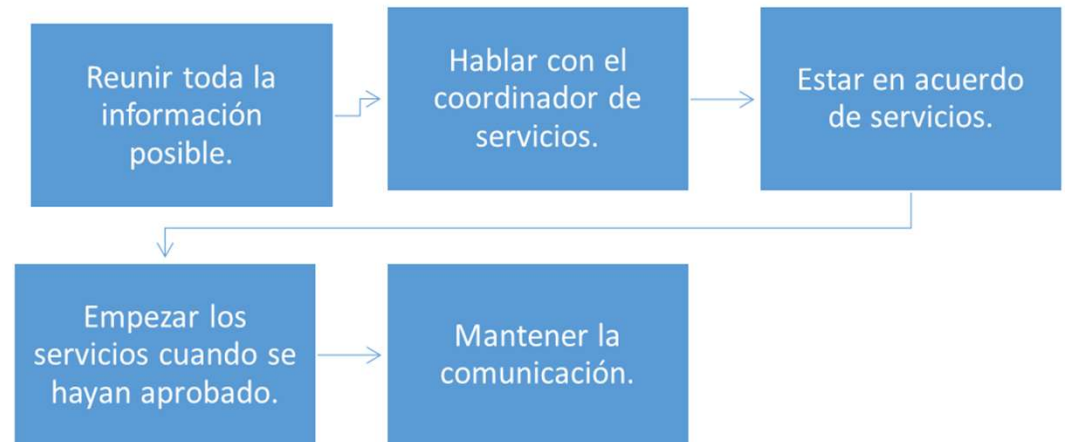 Reunir toda la
información
posible.
Hablar con el
coordinador de
servicios.
Estar en acuerdo
de servicios.
Empezar los
servicios cuando se
hayan aprobado.
Mantener la
comunicación.